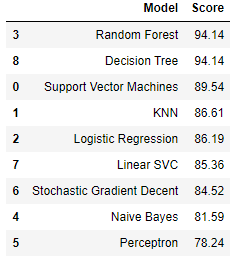 Model Score
3 Random Forest 94.14
8 Decision Tree 94.14
0 Support Vector Machines 89.54
1 KNN 86.61
2 Logistic Regression 86.19
7 Linear SVC 85.36
6 Stochastic Gradient Decent 84.52
4 Naive Bayes 81.59
5 Perceptron 78.24